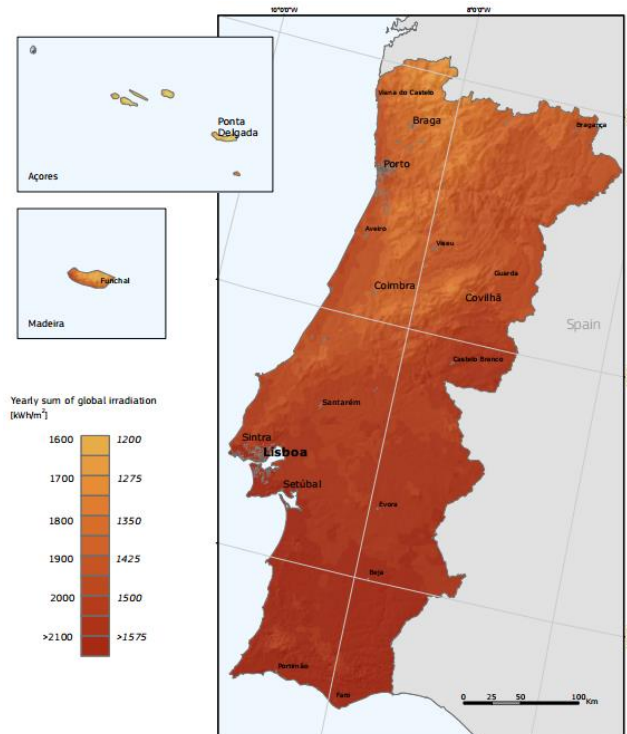 10°0'0"W
8°0'0"W
Viana do Castelo
Braga
Bragança
Ponta
Delgada
Porto
Açores
Aveiro
Viseu
Funchal
Guarda
Coimbra
Covilhã
Spain
Madeira
Castelo Branco
Yearly sum of global irradiation
[kWh/m²]
Santarém
1600 1200
Sintra
Lisboa
1700 1275
Setúbal
Evora
1800 1350
1900 1425
Beja
2000 1500
>2100 >1575
Portimão
Faro
0 25 50 100
Km